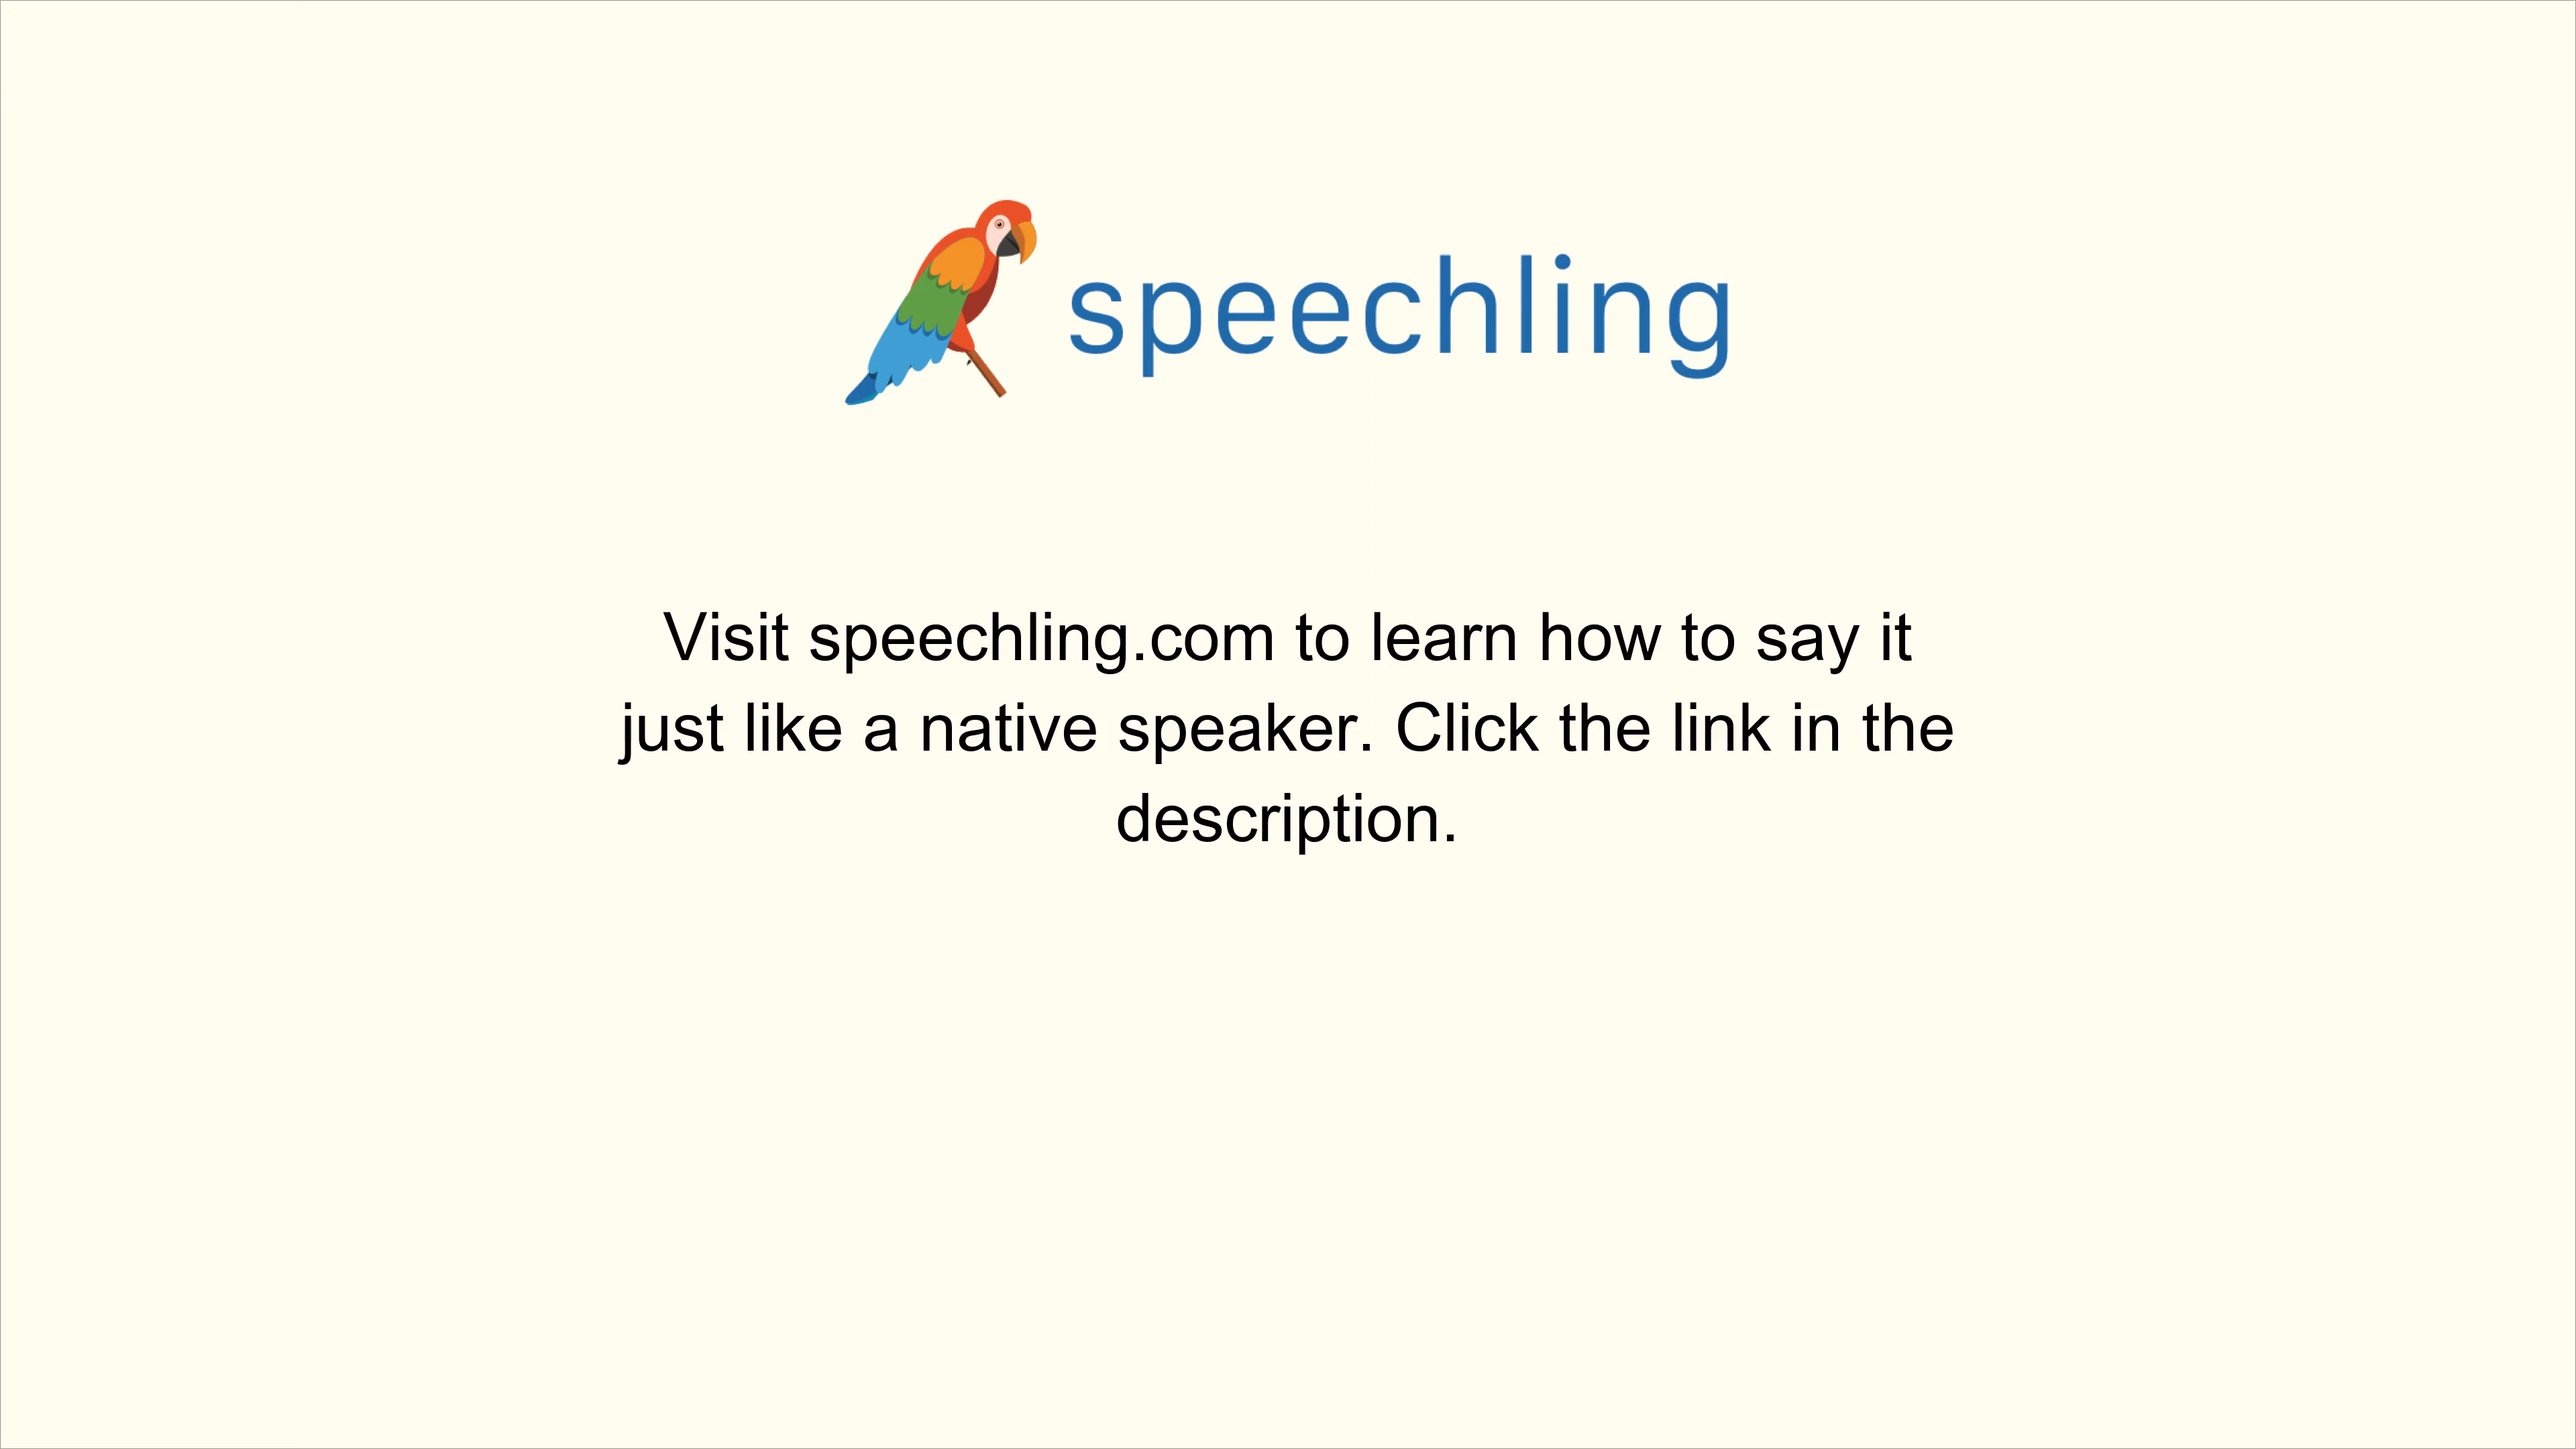 speechling
Visit speechling.com to learn how to say it
just like a native speaker. Click the link in the
description.